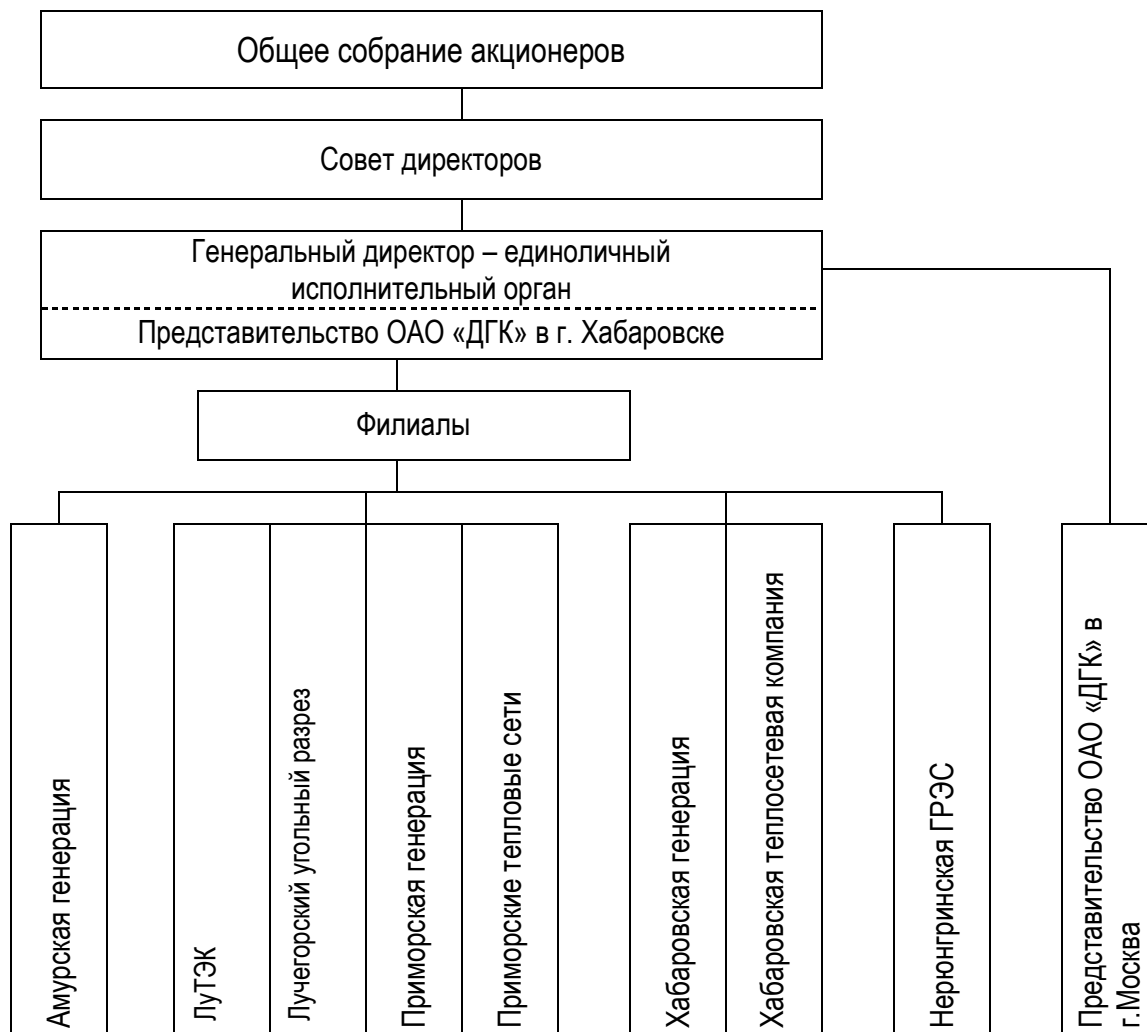 Общее собрание акционеров
Совет директоров
Генеральный директор – единоличный
исполнительный орган
Представительство ОАО «ДГК» в г. Хабаровске
Филиалы
Амурская генерация
ЛуТЭК
Лучегорский угольный разрез
Приморская генерация
Приморские тепловые сети
Хабаровская генерация
Хабаровская теплосетевая компания
Нерюнгринская ГРЭС
Представительство ОАО «ДГК» в
г.Москва